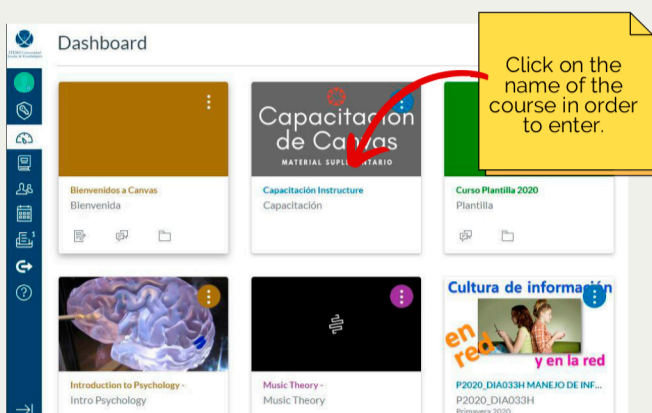 Dashboard
Click on the
name of the
course in order
to enter.
Capacitación
de Canvas
MATERIAL SUPLEMENTARIO
Bienvenidos a Canvas
Bienvenida
Capacitación Instructure
Capacitación
Curso Plantilla 2020
Plantilla
1
Cultura de información
en
red
y en la red
Introduction to Psychology -
Intro Psychology
Music Theory -
Music Theory
P2020_DIA033H MANEJO DE INF...
P2020_DIA033H
Primavera 2020